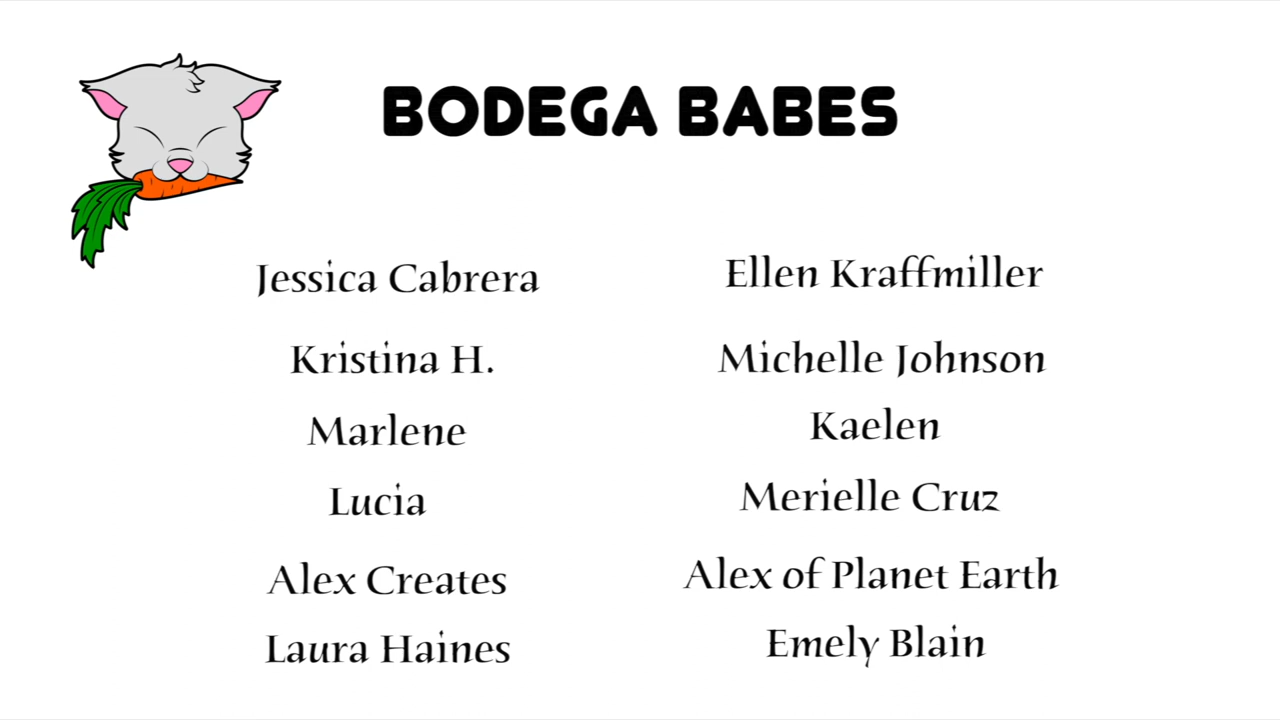 BODEGA BABES
Jessica Cabrera
Kristina H.
Marlene
Lucia
Alex Creates
Laura Haines
Ellen Kraffmiller
Michelle Johnson
Kaelen
Merielle Cruz
Alex of Planet Earth
Emely Blain